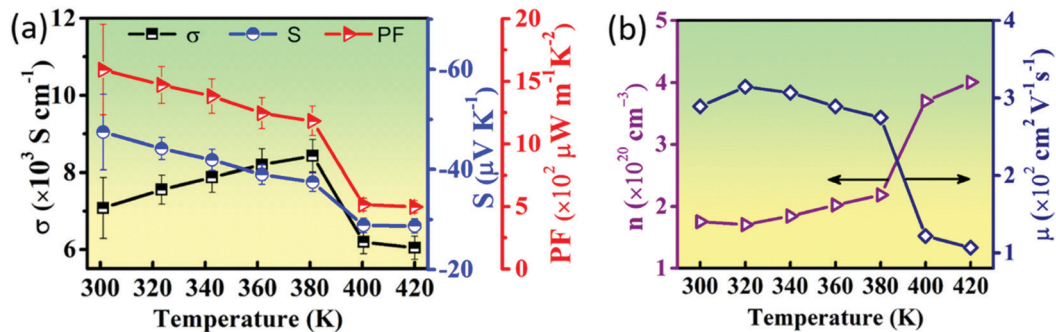 (a)
σ S PF
12
10
8
6
σ (×10³ S cm⁻¹)
300 320 340 360 380 400 420
Temperature (K)
-60
-40
-20
S (μV K⁻¹)
20
15
10
5
0
PF (×10² μW m⁻¹K⁻²)
(b)
5
4
3
2
1
n (×10²⁰ cm⁻³)
300 320 340 360 380 400 420
Temperature (K)
4
3
2
1
μ (×10² cm² V⁻¹s⁻¹)